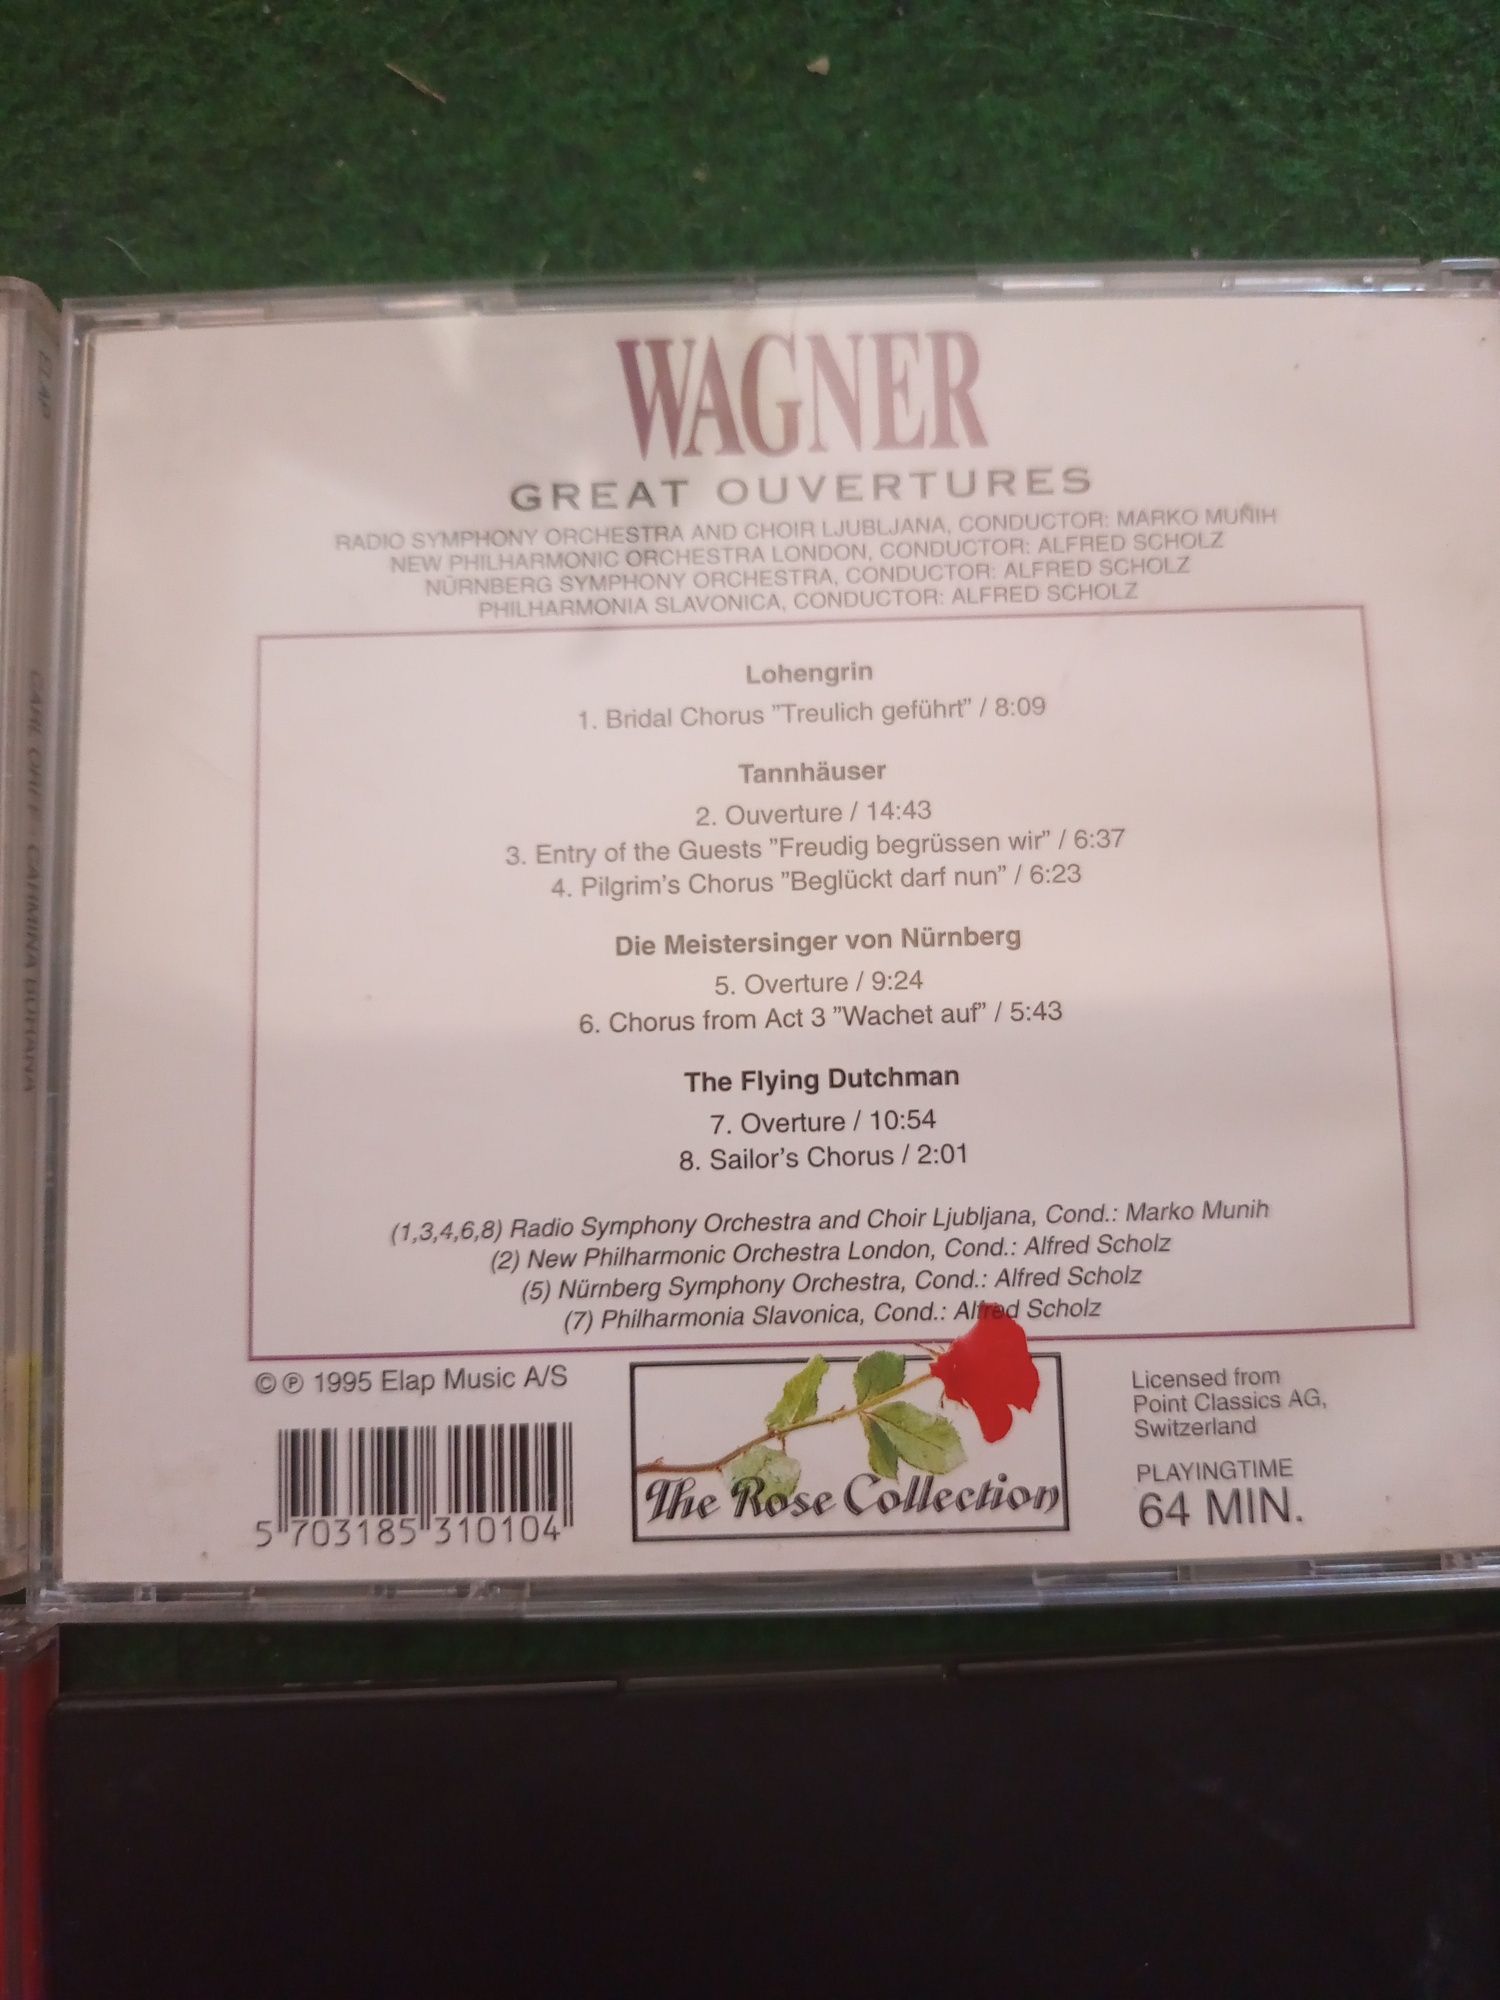 WAGNER
GREAT OUVERTURES
RADIO SYMPHONY ORCHESTRA AND CHOIR LJUBLJANA, CONDUCTOR: MARKO MUNIH
NEW PHILHARMONIC ORCHESTRA LONDON, CONDUCTOR: ALFRED SCHOLZ
NÜRNBERG SYMPHONY ORCHESTRA, CONDUCTOR: ALFRED SCHOLZ
PHILHARMONIA SLAVONICA, CONDUCTOR: ALFRED SCHOLZ
Lohengrin
1. Bridal Chorus ”Treulich geführt” / 8:09
Tannhäuser
2. Ouverture / 14:43
3. Entry of the Guests ”Freudig begrüssen wir” / 6:37
4. Pilgrim's Chorus ”Beglückt darf nun” / 6:23
Die Meistersinger von Nürnberg
5. Overture / 9:24
6. Chorus from Act 3 ”Wachet auf” / 5:43
The Flying Dutchman
7. Overture / 10:54
8. Sailor's Chorus / 2:01
(1,3,4,6,8) Radio Symphony Orchestra and Choir Ljubljana, Cond.: Marko Munih
(2) New Philharmonic Orchestra London, Cond.: Alfred Scholz
(5) Nürnberg Symphony Orchestra, Cond.: Alfred Scholz
(7) Philharmonia Slavonica, Cond.: Alfred Scholz
© ℗ 1995 Elap Music A/S
5 703185 310104
The Rose Collection
Licensed from
Point Classics AG,
Switzerland
PLAYINGTIME
64 MIN.
ELAP
CARL ORFF · CARMINA BURANA